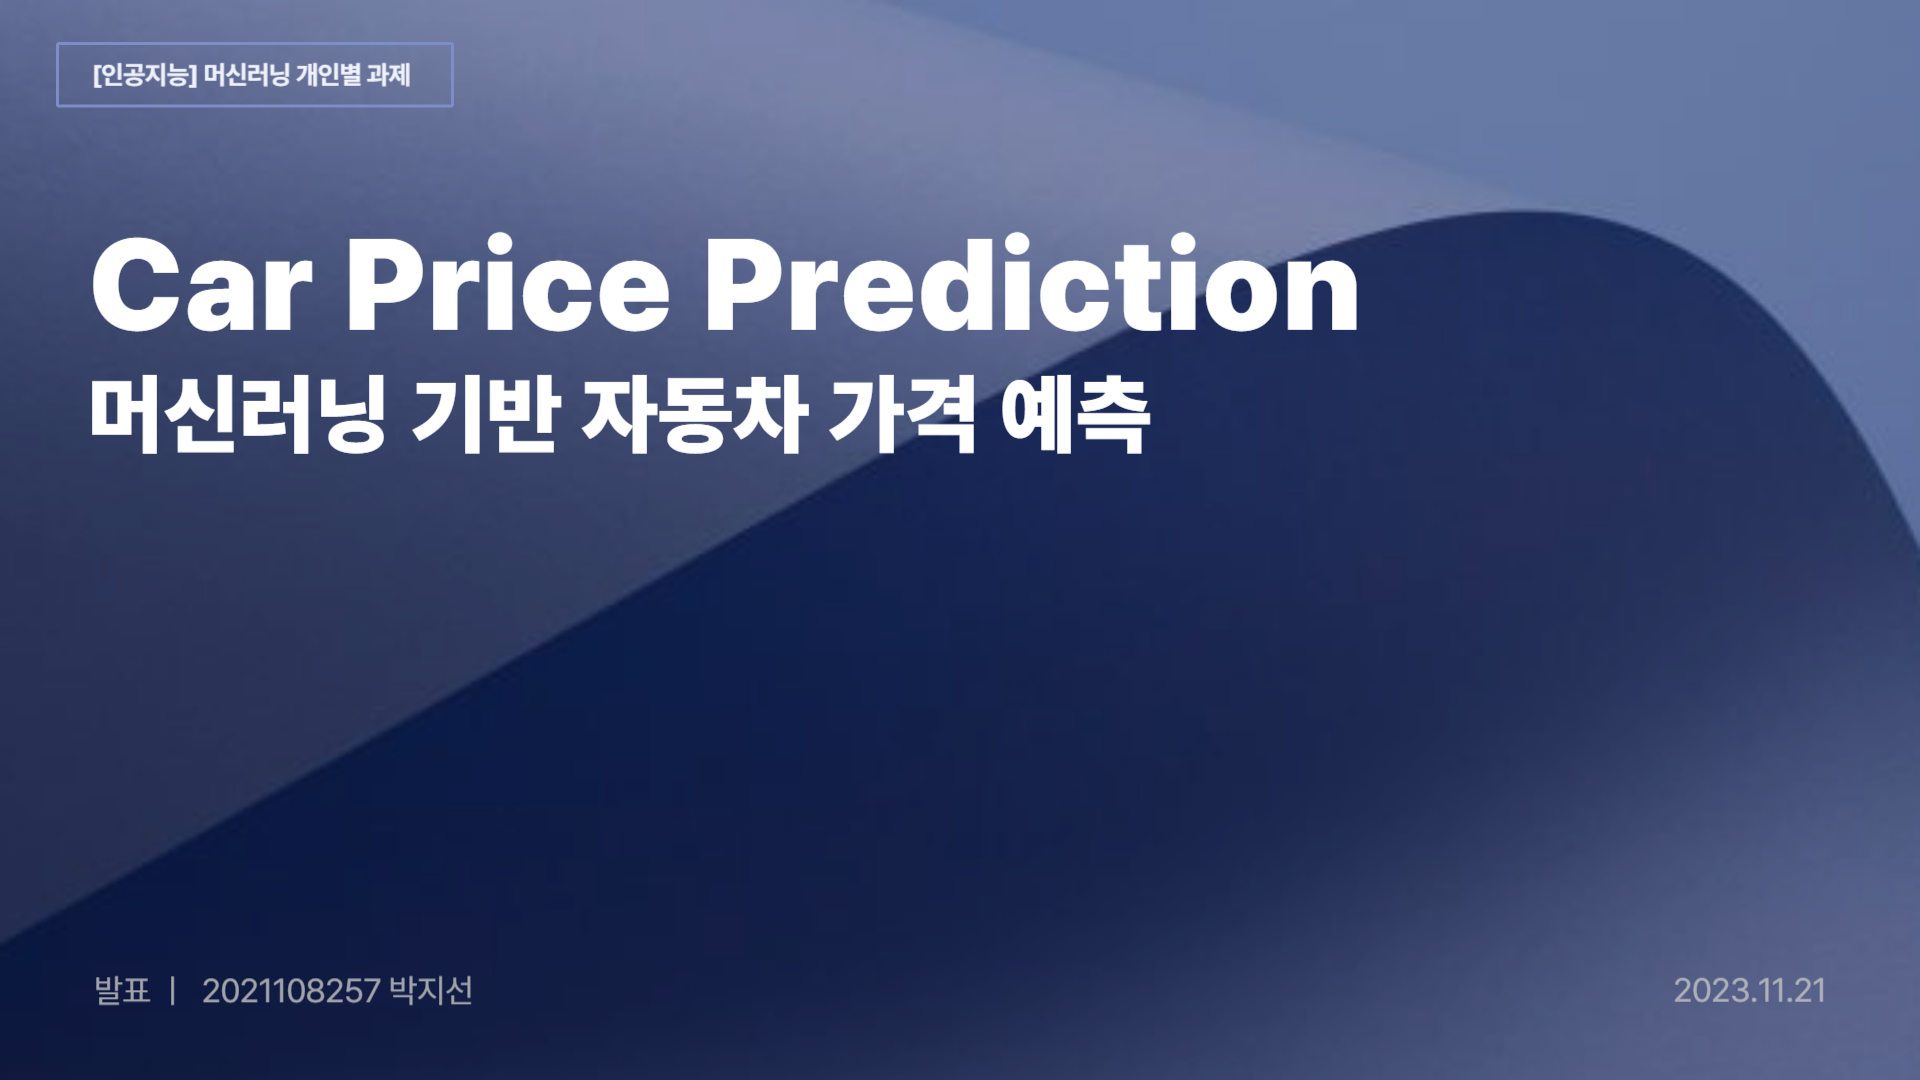 [인공지능] 머신러닝 개인별 과제
Car Price Prediction
머신러닝 기반 자동차 가격 예측
발표 | 2021108257 박지선
2023.11.21